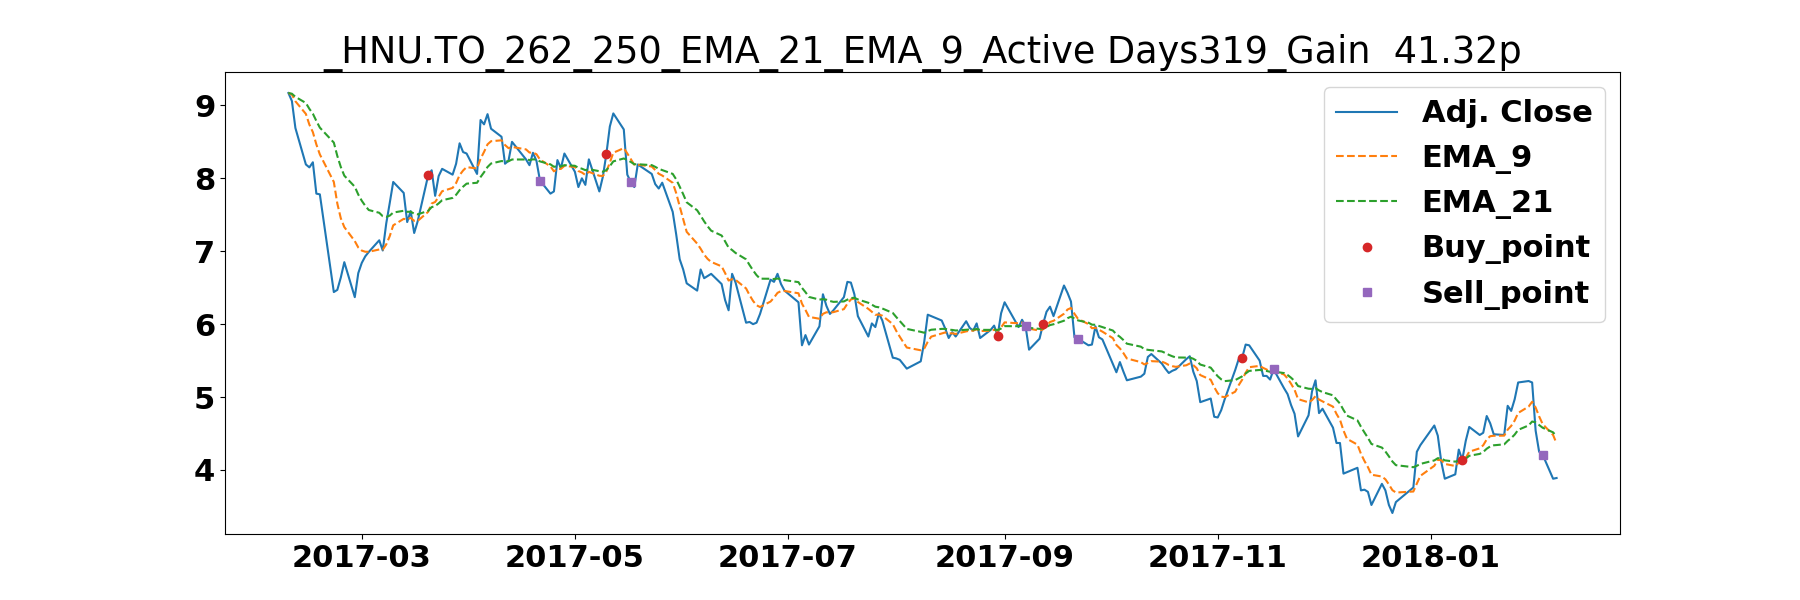 _HNU.TO_262_250_EMA_21_EMA_9_Active Days319_Gain  41.32p
9
8
7
6
5
4
Adj. Close
EMA_9
EMA_21
Buy_point
Sell_point
2017-03 2017-05 2017-07 2017-09 2017-11 2018-01